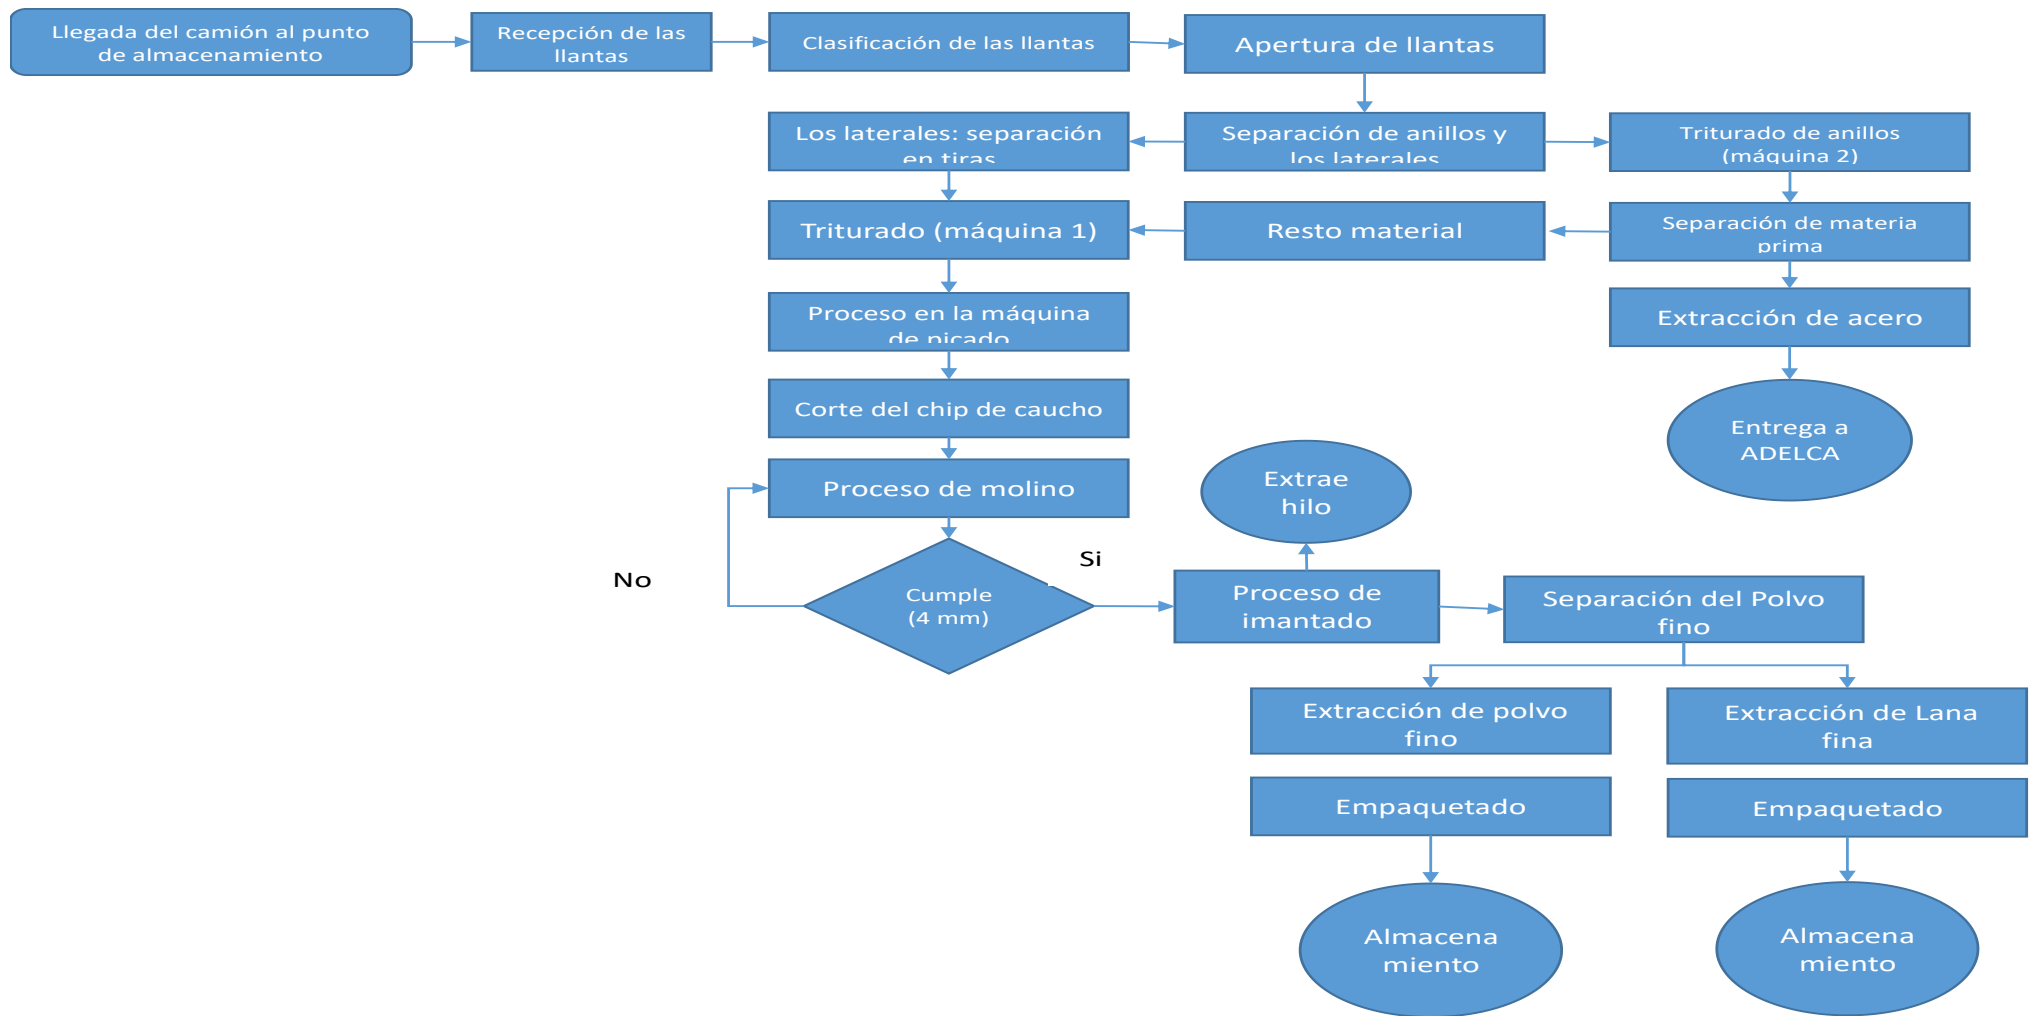 Llegada del camión al punto
de almacenamiento
Recepción de las
llantas
Clasificación de las llantas
Apertura de llantas
Los laterales: separación
en tiras
Separación de anillos y
los laterales
Triturado de anillos
(máquina 2)
Triturado (máquina 1)
Resto material
Separación de materia
prima
Proceso en la máquina
de picado
Extracción de acero
Corte del chip de caucho
Entrega a
ADELCA
Proceso de molino
Extrae
hilo
Si
No
Cumple
(4 mm)
Proceso de
imantado
Separación del Polvo
fino
Extracción de polvo
fino
Extracción de Lana
fina
Empaquetado
Empaquetado
Almacena
miento
Almacena
miento